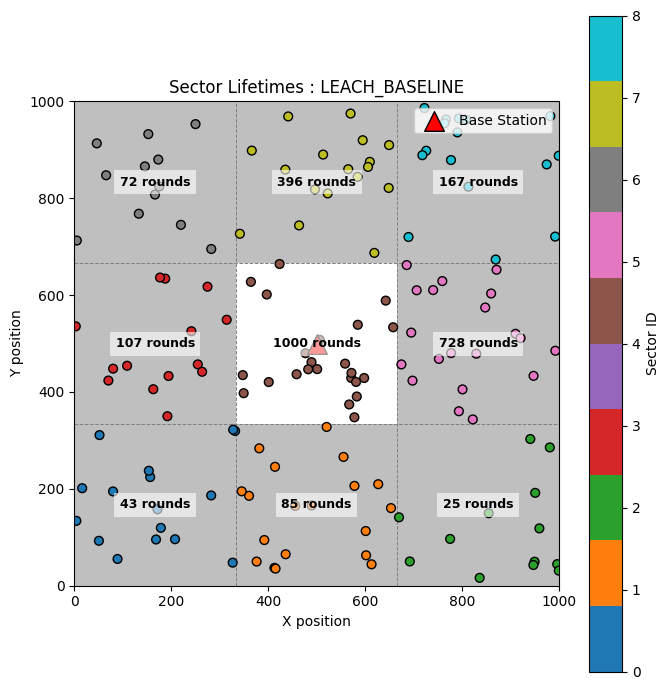 Sector Lifetimes : LEACH_BASELINE
Base Station
72 rounds
396 rounds
167 rounds
107 rounds
1000 rounds
728 rounds
43 rounds
85 rounds
25 rounds
1000
800
600
400
200
0
Y position
0
200
400
600
800
1000
X position
8
7
6
5
4
3
2
1
0
Sector ID